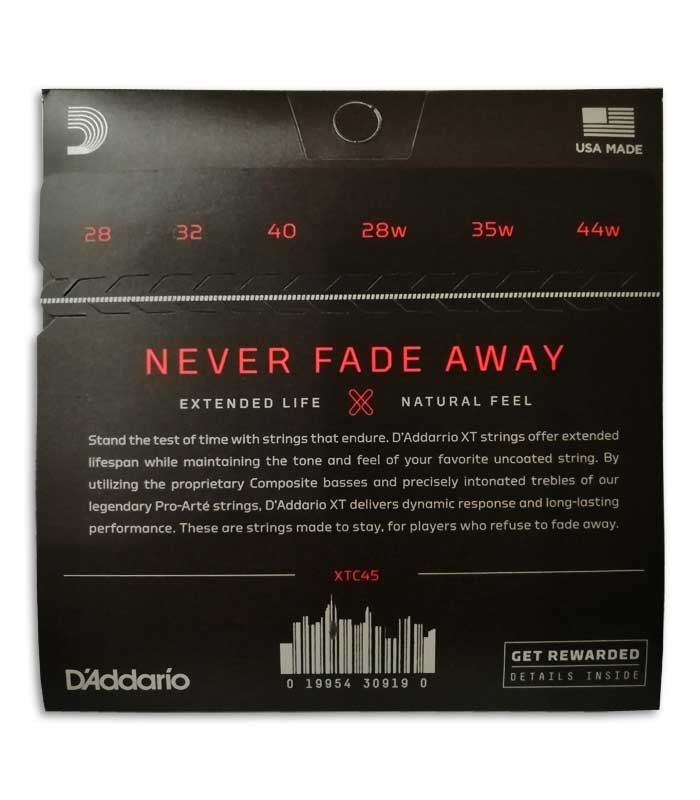 USA MADE
28 32 40 28w 35w 44w
NEVER FADE AWAY
EXTENDED LIFE NATURAL FEEL
Stand the test of time with strings that endure. D'Addarrio XT strings offer extended
lifespan while maintaining the tone and feel of your favorite uncoated string. By
utilizing the proprietary Composite basses and precisely intonated trebles of our
legendary Pro-Arté strings, D'Addario XT delivers dynamic response and long-lasting
performance. These are strings made to stay, for players who refuse to fade away.
XTC45
D'Addario
0 19954 30919 0
GET REWARDED
DETAILS INSIDE